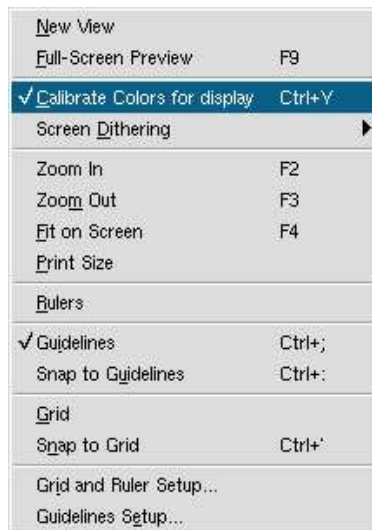 New View
Full-Screen Preview F9
✓ Calibrate Colors for display Ctrl+Y
Screen Dithering
Zoom In F2
Zoom Out F3
Fit on Screen F4
Print Size
Rulers
✓ Guidelines Ctrl+;
Snap to Guidelines Ctrl+:
Grid
Snap to Grid Ctrl+'
Grid and Ruler Setup...
Guidelines Setup...